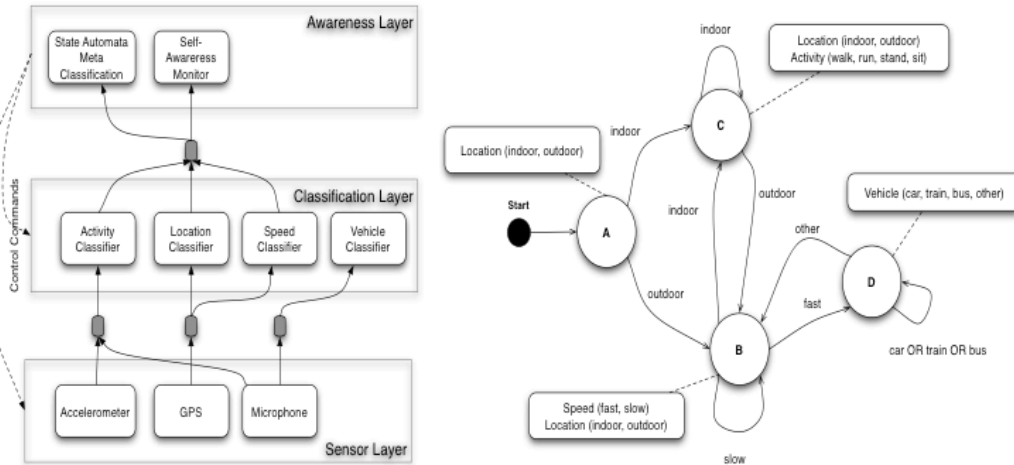 Awareness Layer
State Automata
Meta
Classification
Self-
Awareness
Monitor
Control Commands
Classification Layer
Activity
Classifier
Location
Classifier
Speed
Classifier
Vehicle
Classifier
Accelerometer
GPS
Microphone
Sensor Layer
indoor
Location (indoor, outdoor)
Activity (walk, run, stand, sit)
C
indoor
Location (indoor, outdoor)
outdoor
Vehicle (car, train, bus, other)
Start
A
indoor
other
D
outdoor
fast
B
car OR train OR bus
Speed (fast, slow)
Location (indoor, outdoor)
slow